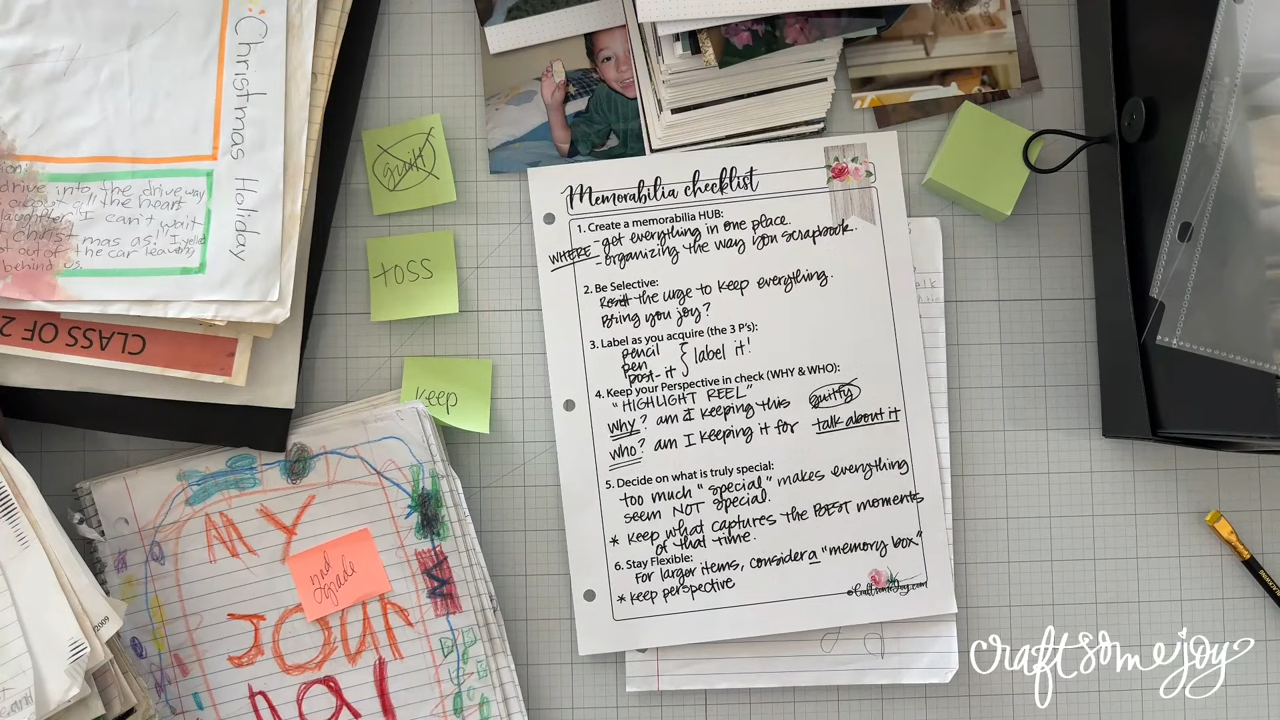 Christmas Holiday
drive into the driveway
about all the heart
laughter, I can't wait
christmas as I yelled
out of the car leaving
behind us.
CLASS OF 2
guilt
toss
keep
MY
2nd
grade
JOUR
nal
2009
Memorabilia checklist
1. Create a memorabilia HUB:
WHERE -get everything in one place.
-organizing the way you scrapbook.
2. Be Selective:
Resist the urge to keep everything.
Bring you joy?
3. Label as you acquire (the 3 P's):
pencil
pen } label it!
post-it
4. Keep your Perspective in check (WHY & WHO):
"HIGHLIGHT REEL"
why? am I keeping this guilty
who? am I keeping it for talk about it
5. Decide on what is truly special:
too much "special" makes everything
seem NOT special.
* Keep what captures the BEST moments
of that time.
6. Stay Flexible:
For larger items, consider a "memory box"
* keep perspective
©Craftsomejoy.com
craftsomejoy